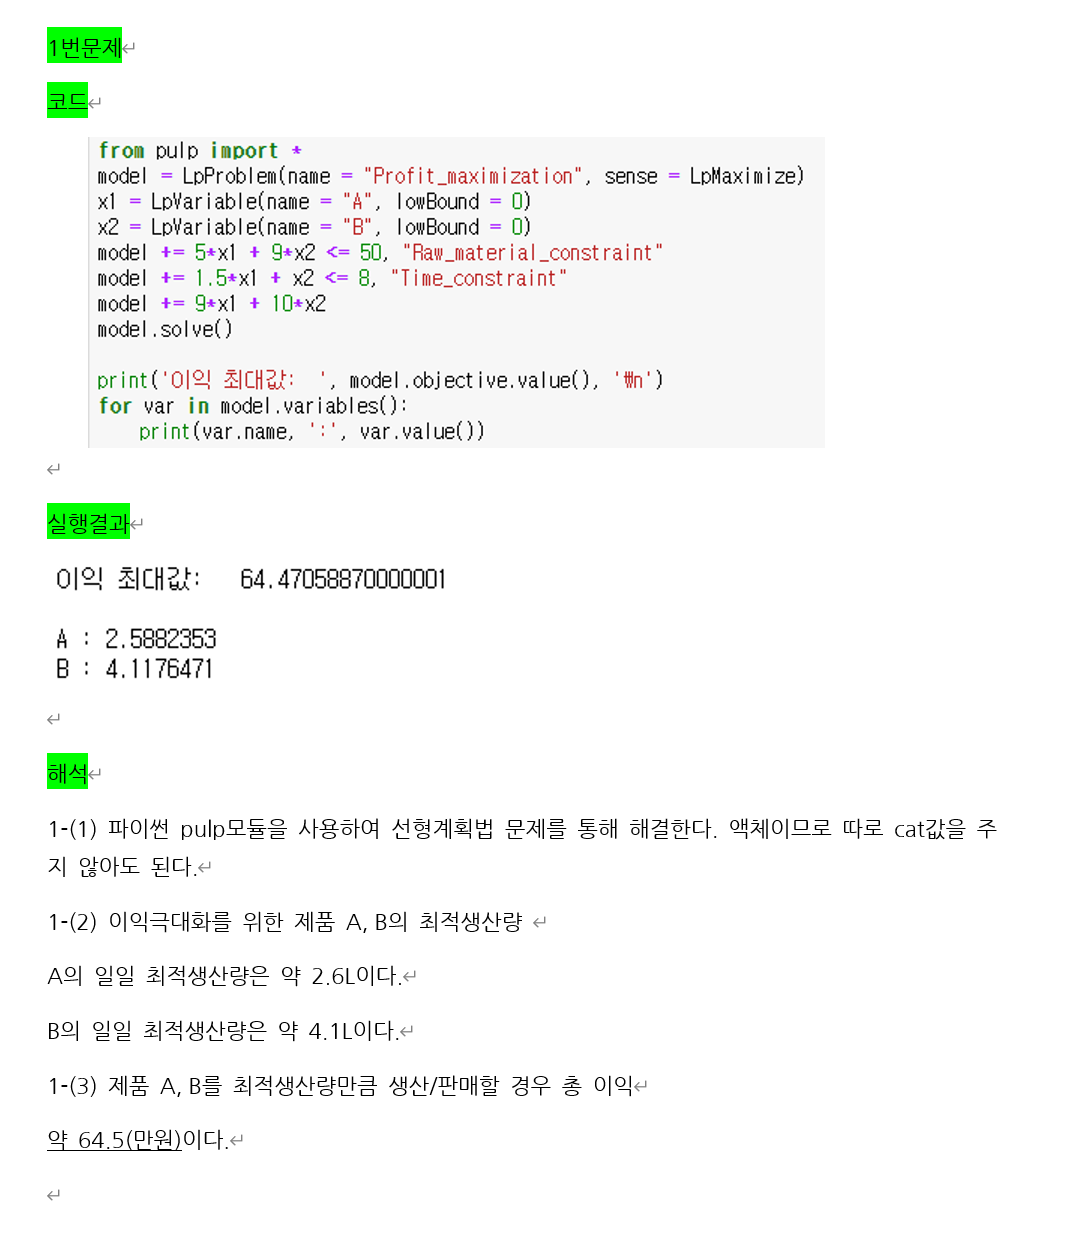 1번문제
코드
from pulp import *
model = LpProblem(name = "Profit_maximization", sense = LpMaximize)
x1 = LpVariable(name = "A", lowBound = 0)
x2 = LpVariable(name = "B", lowBound = 0)
model += 5*x1 + 9*x2 <= 50, "Raw_material_constraint"
model += 1.5*x1 + x2 <= 8, "Time_constraint"
model += 9*x1 + 10*x2
model.solve()
print('이익 최대값:  ', model.objective.value(), '₩n')
for var in model.variables():
    print(var.name, ':', var.value())
실행결과
이익 최대값:   64.47058870000001
A : 2.5882353
B : 4.1176471
해석
1-(1) 파이썬 pulp모듈을 사용하여 선형계획법 문제를 통해 해결한다. 액체이므로 따로 cat값을 주
지 않아도 된다.
1-(2) 이익극대화를 위한 제품 A, B의 최적생산량
A의 일일 최적생산량은 약 2.6L이다.
B의 일일 최적생산량은 약 4.1L이다.
1-(3) 제품 A, B를 최적생산량만큼 생산/판매할 경우 총 이익
약 64.5(만원)이다.